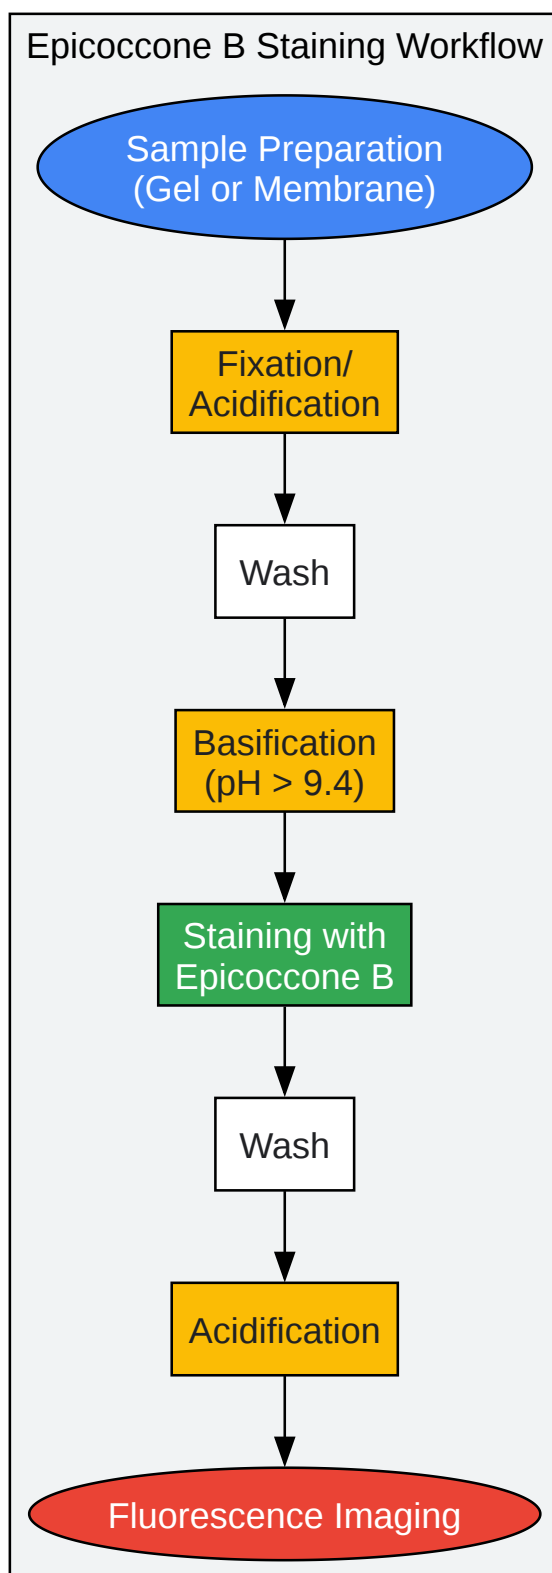 Epicoccone B Staining Workflow
Sample Preparation
(Gel or Membrane)
Fixation/
Acidification
Wash
Basification
(pH > 9.4)
Staining with
Epicoccone B
Wash
Acidification
Fluorescence Imaging